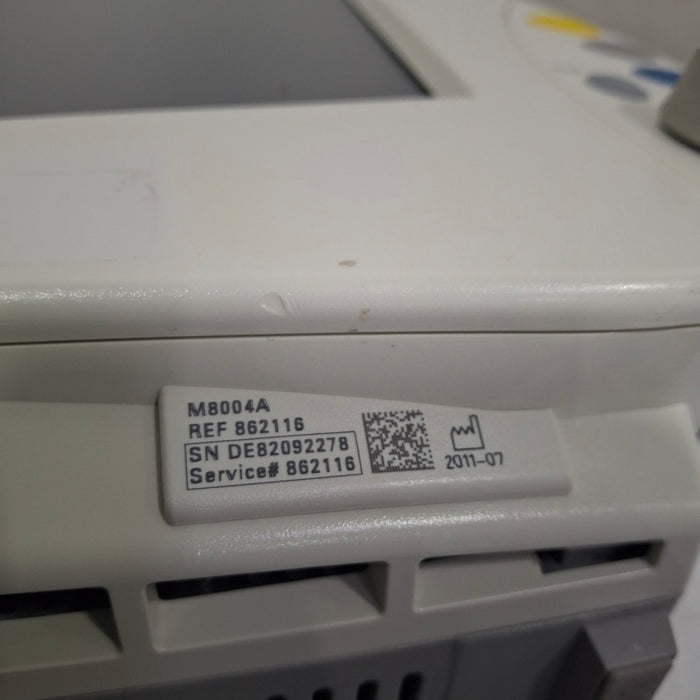 M8004A
REF 862116
SN DE82092278
Service# 862116
2011-07